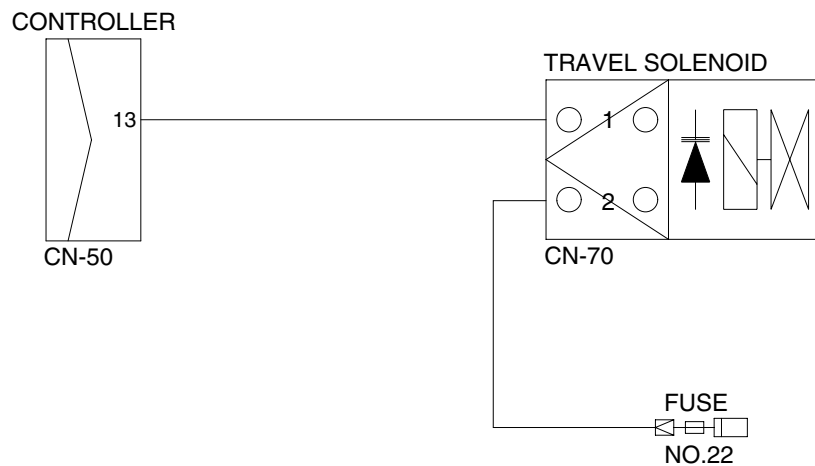 CONTROLLER
TRAVEL SOLENOID
13
1
2
CN-50
CN-70
FUSE
NO.22